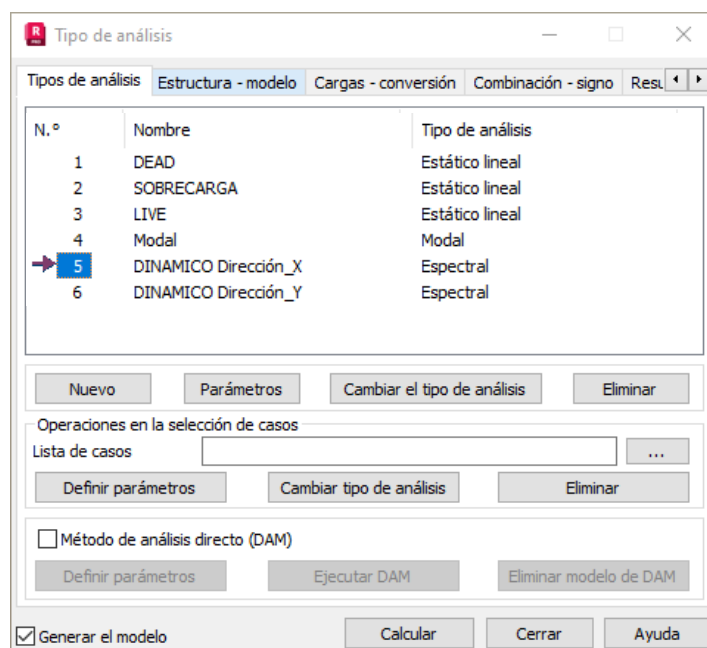 R
PRO
Tipo de análisis
Tipos de análisis Estructura - modelo Cargas - conversión Combinación - signo
N.º Nombre Tipo de análisis
1 DEAD Estático lineal
2 SOBRECARGA Estático lineal
3 LIVE Estático lineal
4 Modal Modal
5 DINAMICO Dirección_X Espectral
6 DINAMICO Dirección_Y Espectral
Nuevo Parámetros Cambiar el tipo de análisis Eliminar
Operaciones en la selección de casos
Lista de casos ...
Definir parámetros Cambiar tipo de análisis Eliminar
Método de análisis directo (DAM)
Definir parámetros Ejecutar DAM Eliminar modelo de DAM
Generar el modelo Calcular Cerrar Ayuda